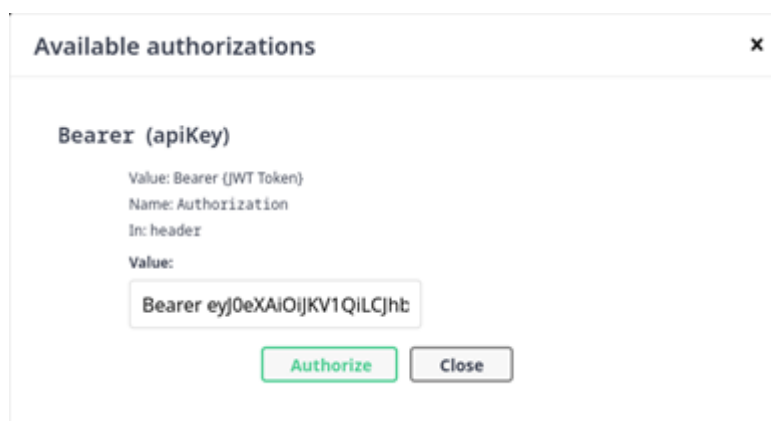 Available authorizations x
Bearer (apiKey)
Value: Bearer {JWT Token}
Name: Authorization
In: header
Value:
Bearer eyJ0eXAiOiJKV1QiLCJhb
Authorize Close